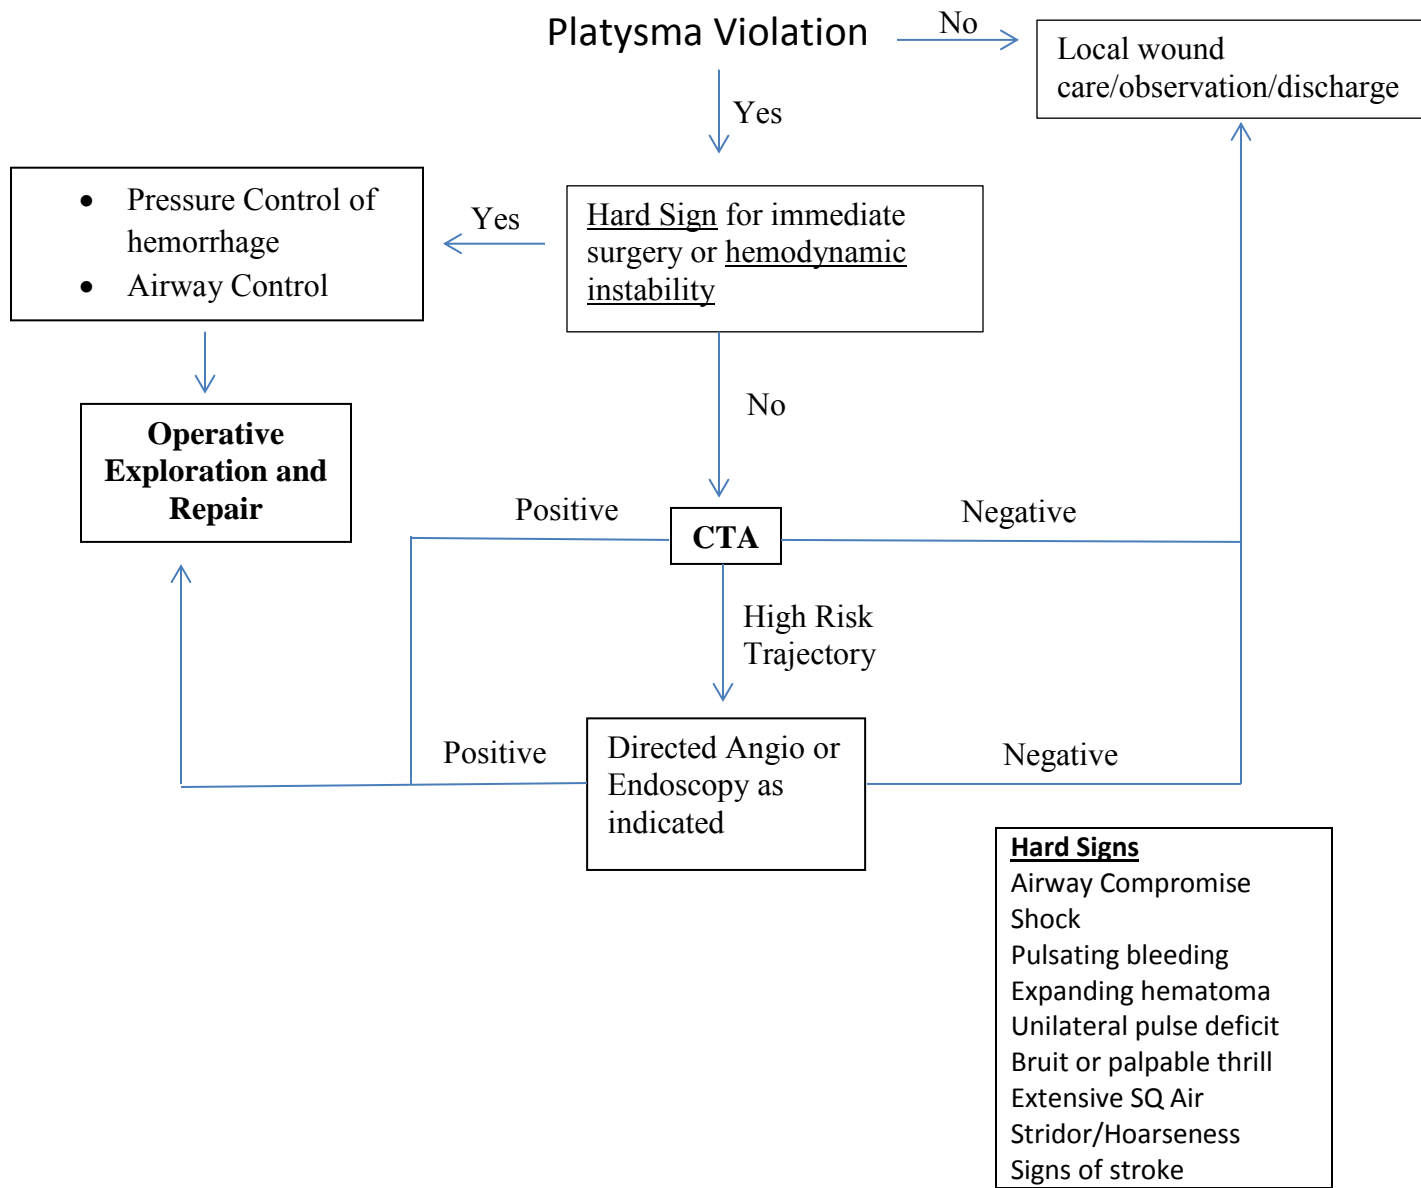 Platysma Violation
No
Local wound
care/observation/discharge
Yes
• Pressure Control of
hemorrhage
• Airway Control
Yes
Hard Sign for immediate
surgery or hemodynamic
instability
No
Operative
Exploration and
Repair
Positive
CTA
Negative
High Risk
Trajectory
Positive
Directed Angio or
Endoscopy as
indicated
Negative
Hard Signs
Airway Compromise
Shock
Pulsating bleeding
Expanding hematoma
Unilateral pulse deficit
Bruit or palpable thrill
Extensive SQ Air
Stridor/Hoarseness
Signs of stroke